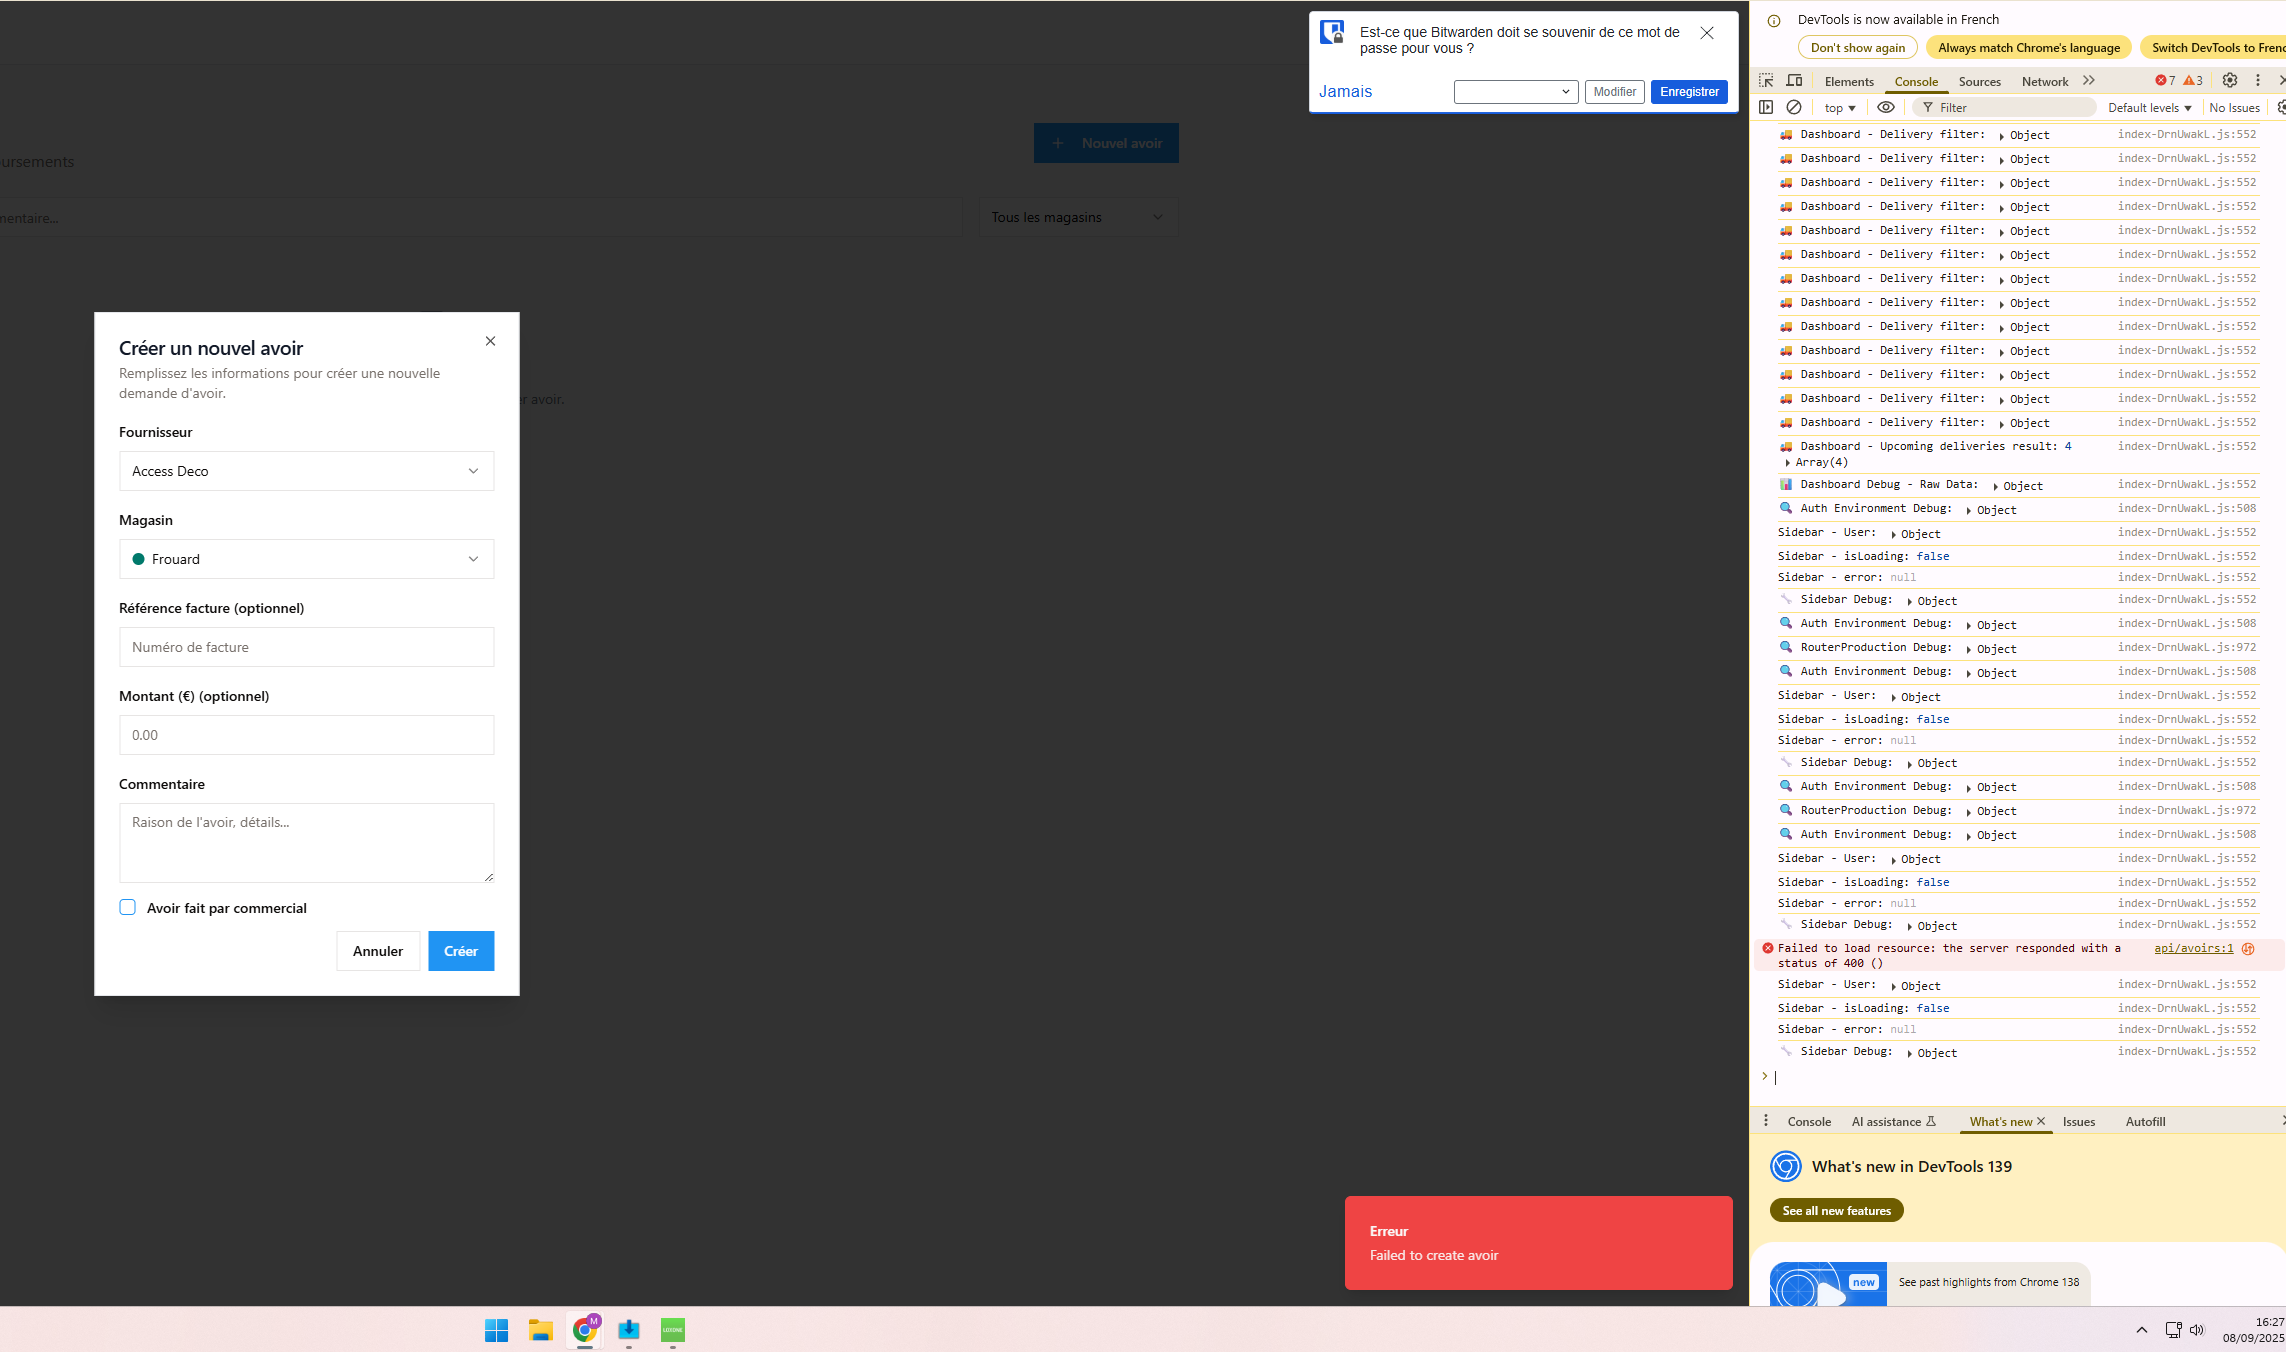 ursements
+ Nouvel avoir
mentaire...
Tous les magasins
er avoir.
Est-ce que Bitwarden doit se souvenir de ce mot de
passe pour vous ?
Jamais
Modifier
Enregistrer
Créer un nouvel avoir
Remplissez les informations pour créer une nouvelle
demande d'avoir.
Fournisseur
Access Deco
Magasin
Frouard
Référence facture (optionnel)
Numéro de facture
Montant (€) (optionnel)
0.00
Commentaire
Raison de l'avoir, détails...
Avoir fait par commercial
Annuler
Créer
Erreur
Failed to create avoir
DevTools is now available in French
Don't show again
Always match Chrome's language
Switch DevTools to Frenc
Elements Console Sources Network 7 3
top Filter Default levels No Issues
Dashboard - Delivery filter: Object index-DrnUwakL.js:552
Dashboard - Delivery filter: Object index-DrnUwakL.js:552
Dashboard - Delivery filter: Object index-DrnUwakL.js:552
Dashboard - Delivery filter: Object index-DrnUwakL.js:552
Dashboard - Delivery filter: Object index-DrnUwakL.js:552
Dashboard - Delivery filter: Object index-DrnUwakL.js:552
Dashboard - Delivery filter: Object index-DrnUwakL.js:552
Dashboard - Delivery filter: Object index-DrnUwakL.js:552
Dashboard - Delivery filter: Object index-DrnUwakL.js:552
Dashboard - Delivery filter: Object index-DrnUwakL.js:552
Dashboard - Delivery filter: Object index-DrnUwakL.js:552
Dashboard - Delivery filter: Object index-DrnUwakL.js:552
Dashboard - Delivery filter: Object index-DrnUwakL.js:552
Dashboard - Upcoming deliveries result: 4 index-DrnUwakL.js:552
Array(4)
Dashboard Debug - Raw Data: Object index-DrnUwakL.js:552
Auth Environment Debug: Object index-DrnUwakL.js:508
Sidebar - User: Object index-DrnUwakL.js:552
Sidebar - isLoading: false index-DrnUwakL.js:552
Sidebar - error: null index-DrnUwakL.js:552
Sidebar Debug: Object index-DrnUwakL.js:552
Auth Environment Debug: Object index-DrnUwakL.js:508
RouterProduction Debug: Object index-DrnUwakL.js:972
Auth Environment Debug: Object index-DrnUwakL.js:508
Sidebar - User: Object index-DrnUwakL.js:552
Sidebar - isLoading: false index-DrnUwakL.js:552
Sidebar - error: null index-DrnUwakL.js:552
Sidebar Debug: Object index-DrnUwakL.js:552
Auth Environment Debug: Object index-DrnUwakL.js:508
RouterProduction Debug: Object index-DrnUwakL.js:972
Auth Environment Debug: Object index-DrnUwakL.js:508
Sidebar - User: Object index-DrnUwakL.js:552
Sidebar - isLoading: false index-DrnUwakL.js:552
Sidebar - error: null index-DrnUwakL.js:552
Sidebar Debug: Object index-DrnUwakL.js:552
Failed to load resource: the server responded with a api/avoirs:1
status of 400 ()
Sidebar - User: Object index-DrnUwakL.js:552
Sidebar - isLoading: false index-DrnUwakL.js:552
Sidebar - error: null index-DrnUwakL.js:552
Sidebar Debug: Object index-DrnUwakL.js:552
Console AI assistance What's new Issues Autofill
What's new in DevTools 139
See all new features
new
See past highlights from Chrome 138
M
16:27
08/09/2025